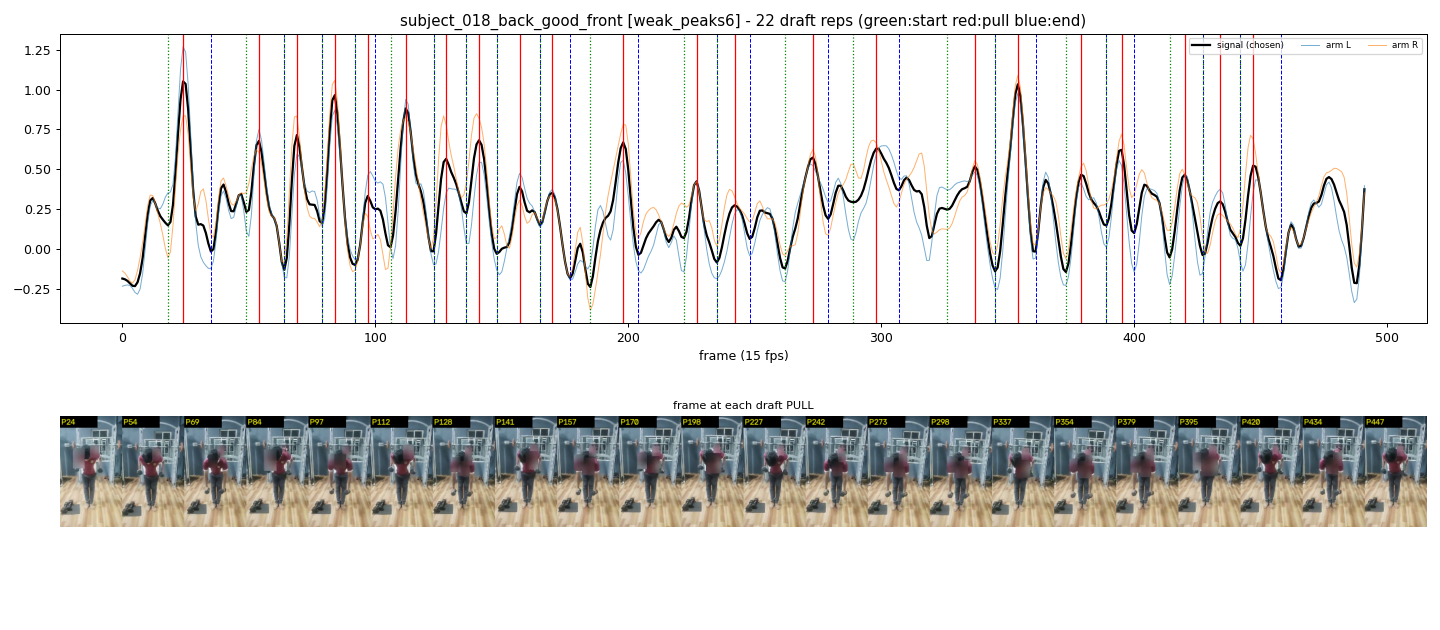 subject_018_back_good_front [weak_peaks6] - 22 draft reps (green:start red:pull blue:end)
signal (chosen) arm L arm R
1.25
1.00
0.75
0.50
0.25
0.00
−0.25
0 100 200 300 400 500
frame (15 fps)
frame at each draft PULL
P24 P54 P69 P84 P97 P112 P128 P141 P157 P170 P198 P227 P242 P273 P298 P337 P354 P379 P395 P420 P434 P447